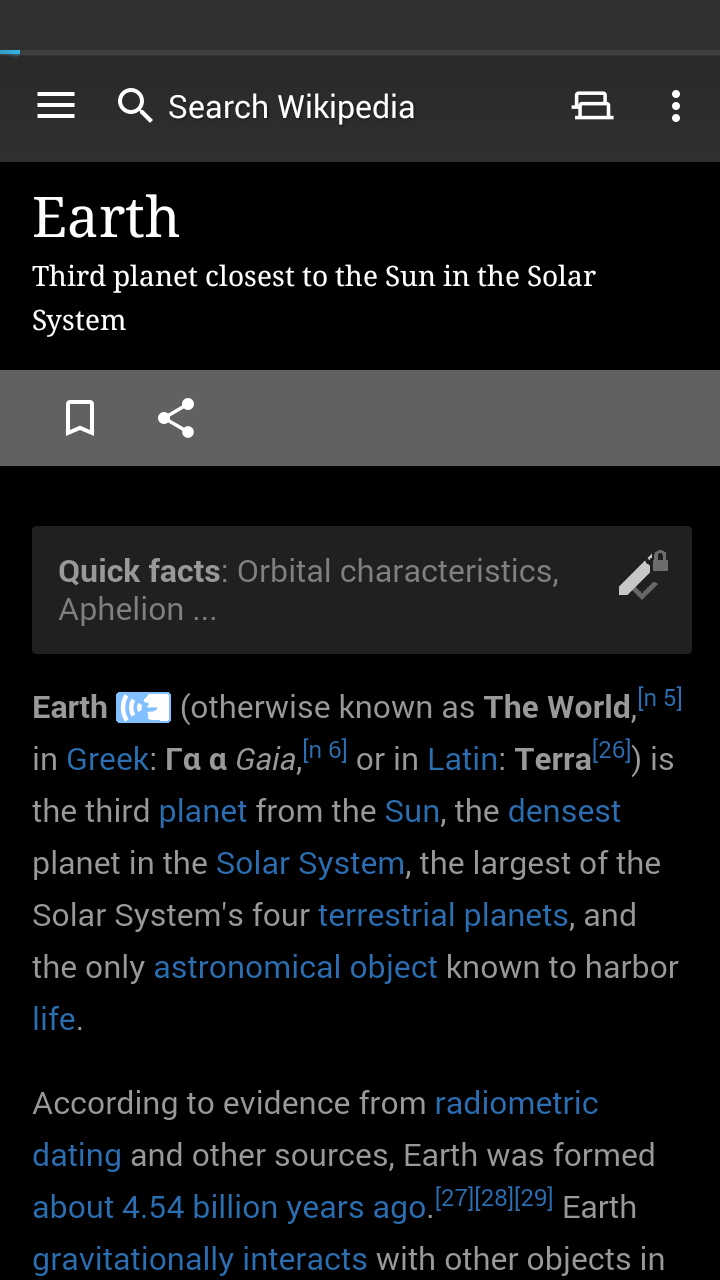 Search Wikipedia
Earth
Third planet closest to the Sun in the Solar
System
Quick facts: Orbital characteristics,
Aphelion ...
Earth (otherwise known as The World,[n 5]
in Greek: Γα α Gaia,[n 6] or in Latin: Terra[26]) is
the third planet from the Sun, the densest
planet in the Solar System, the largest of the
Solar System's four terrestrial planets, and
the only astronomical object known to harbor
life.
According to evidence from radiometric
dating and other sources, Earth was formed
about 4.54 billion years ago.[27][28][29] Earth
gravitationally interacts with other objects in